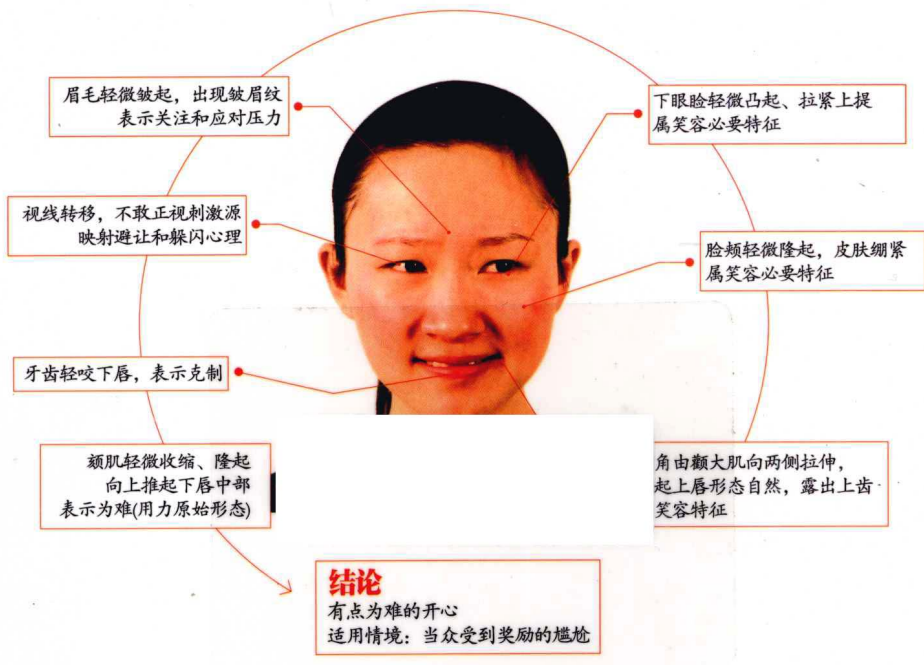 眉毛轻微皱起，出现皱眉纹
表示关注和应对压力
视线转移，不敢正视刺激源
映射避让和躲闪心理
牙齿轻咬下唇，表示克制
颏肌轻微收缩、隆起
向上推起下唇中部
表示为难(用力原始形态)
下眼睑轻微凸起、拉紧上提
属笑容必要特征
脸颊轻微隆起，皮肤绷紧
属笑容必要特征
角由颧大肌向两侧拉伸，
起上唇形态自然，露出上齿
笑容特征
结论
有点为难的开心
适用情境：当众受到奖励的尴尬